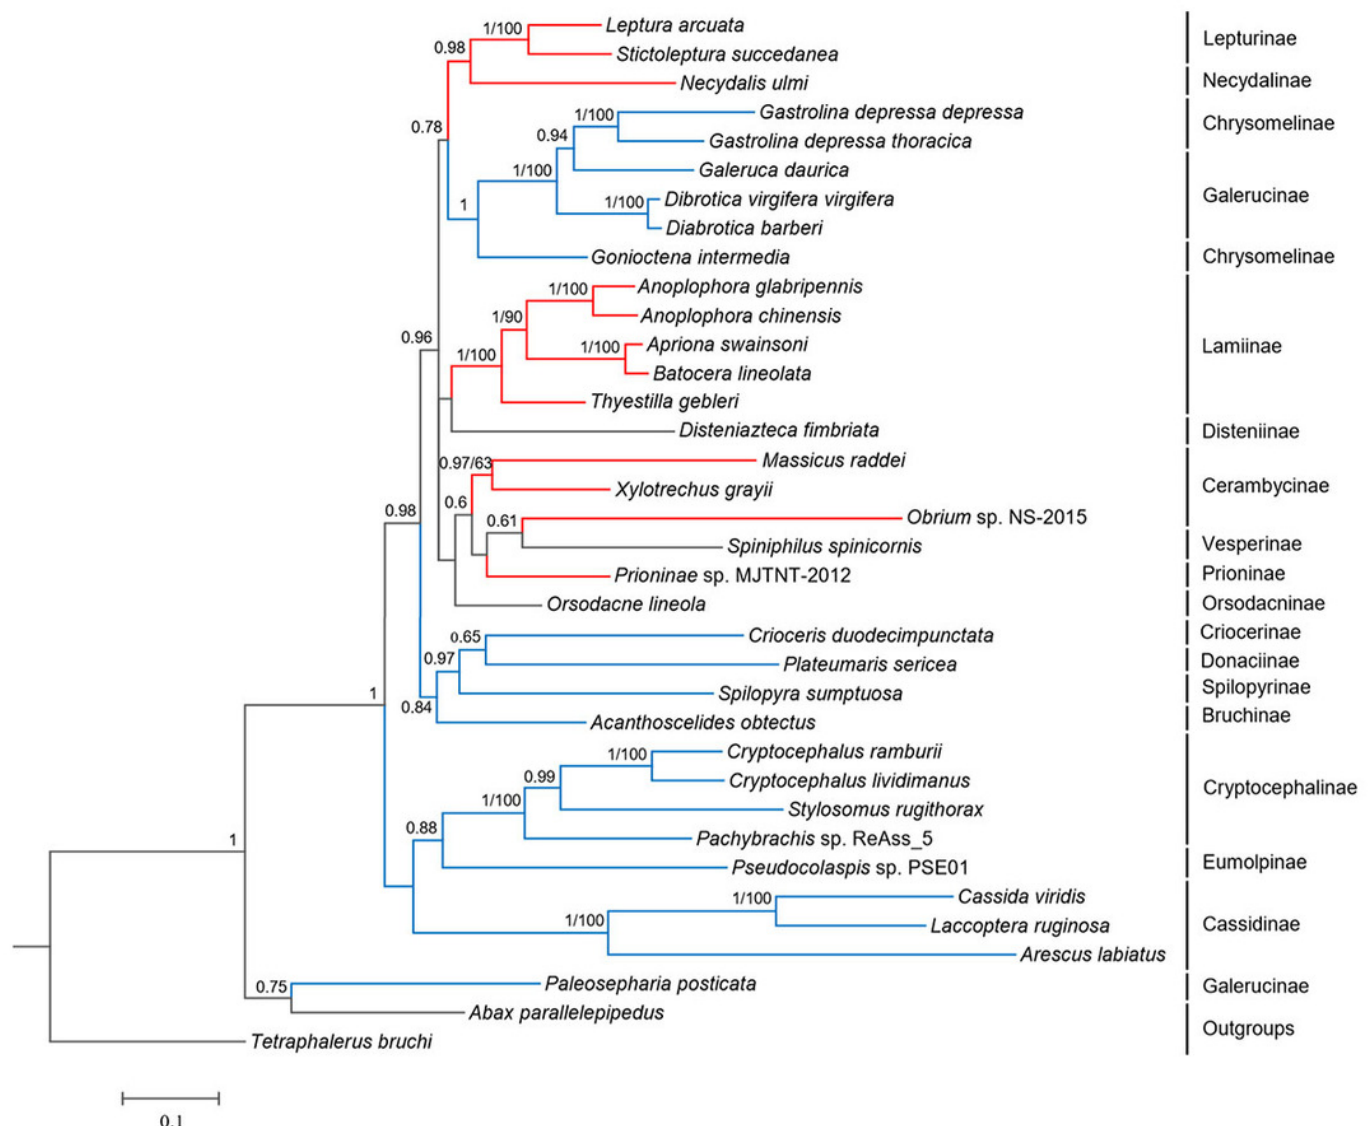 1/100
Leptura arcuata
0.98
Stictoleptura succedanea
Lepturinae
Necydalis ulmi
Necydalinae
0.78
1/100
Gastrolina depressa depressa
0.94
Gastrolina depressa thoracica
Chrysomelinae
1/100
Galeruca daurica
1/100
Dibrotica virgifera virgifera
Galerucinae
1
Diabrotica barberi
Gonioctena intermedia
Chrysomelinae
1/100
Anoplophora glabripennis
1/90
Anoplophora chinensis
0.96
1/100
1/100
Apriona swainsoni
Lamiinae
Batocera lineolata
Thyestilla gebleri
Disteniazteca fimbriata
Disteniinae
0.97/63
Massicus raddei
Xylotrechus grayii
Cerambycinae
0.98
0.6
0.61
Obrium sp. NS-2015
Spiniphilus spinicornis
Vesperinae
Prioninae sp. MJTNT-2012
Prioninae
Orsodacne lineola
Orsodacninae
0.65
Crioceris duodecimpunctata
Criocerinae
0.97
Plateumaris sericea
Donaciinae
1
0.84
Spilopyra sumptuosa
Spilopyrinae
Acanthoscelides obtectus
Bruchinae
1/100
Cryptocephalus ramburii
0.99
Cryptocephalus lividimanus
Cryptocephalinae
1/100
Stylosomus rugithorax
0.88
Pachybrachis sp. ReAss_5
1
Pseudocolaspis sp. PSE01
Eumolpinae
1/100
Cassida viridis
1/100
Laccoptera ruginosa
Cassidinae
Arescus labiatus
0.75
Paleosepharia posticata
Galerucinae
Abax parallelepipedus
Outgroups
Tetraphalerus bruchi
0.1